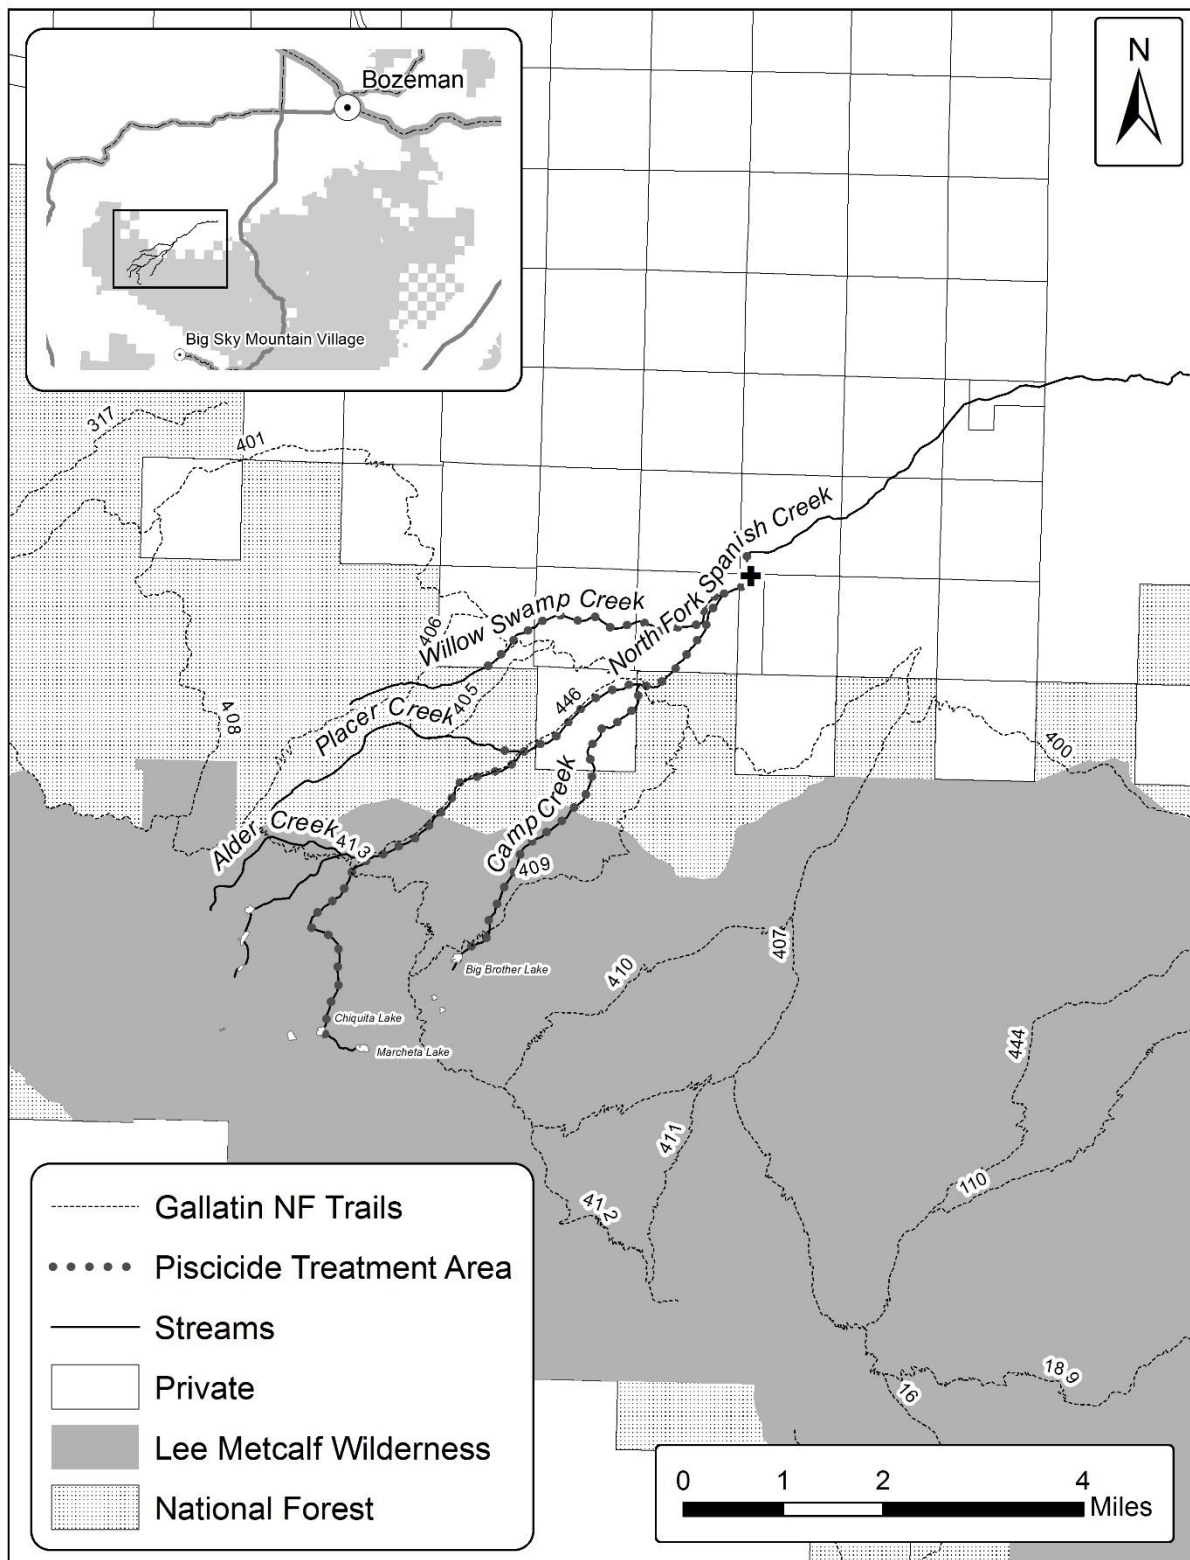 N
Bozeman
Big Sky Mountain Village
317
401
North Fork Spanish Creek
Willow Swamp Creek
406
405
446
408
Placer Creek
400
Alder Creek
413
Camp Creek
409
407
410
Big Brother Lake
Chiquita Lake
Marcheta Lake
444
411
110
412
189
16
Gallatin NF Trails
Piscicide Treatment Area
Streams
Private
Lee Metcalf Wilderness
National Forest
0 1 2 4
Miles